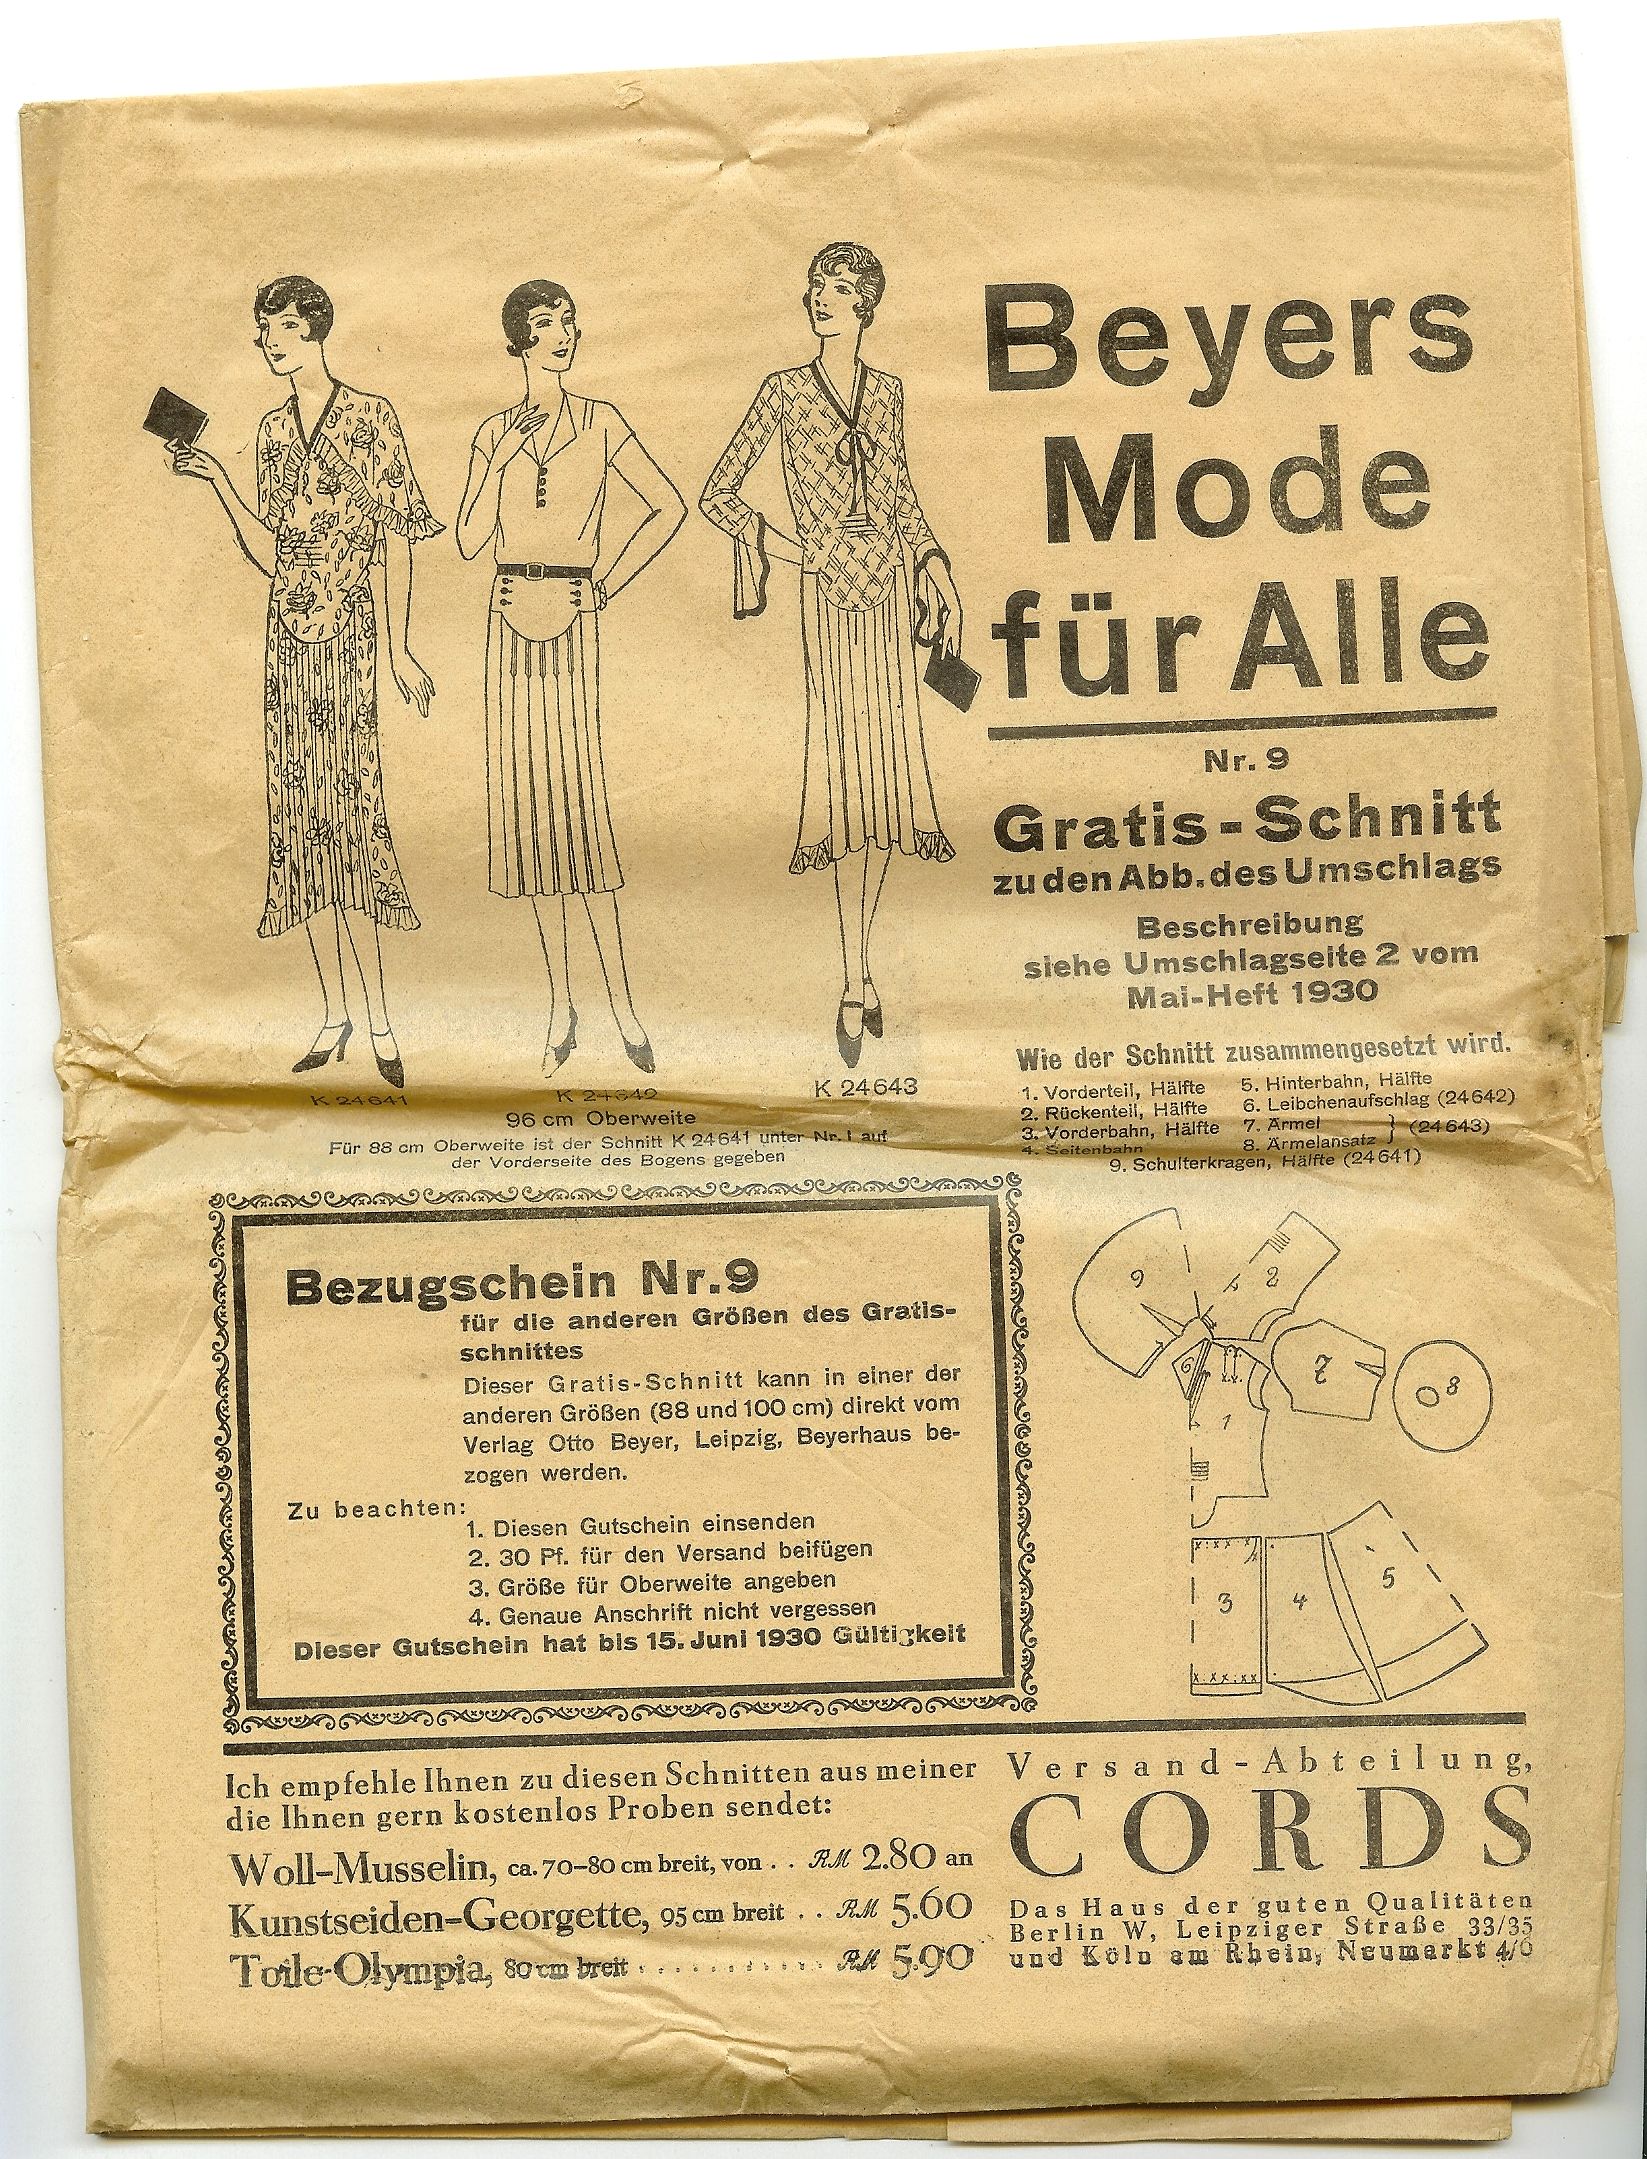 Beyers
Mode
für Alle
Nr. 9
Gratis-Schnitt
zu den Abb. des Umschlags
Beschreibung
siehe Umschlagseite 2 vom
Mai-Heft 1930
K 24641
K 24642
K 24643
96 cm Oberweite
Für 88 cm Oberweite ist der Schnitt K 24641 unter Nr. I auf
der Vorderseite des Bogens gegeben
Wie der Schnitt zusammengesetzt wird.
1. Vorderteil, Hälfte
2. Rückenteil, Hälfte
3. Vorderbahn, Hälfte
4. Seitenbahn
5. Hinterbahn, Hälfte
6. Leibchenaufschlag (24642)
7. Ärmel
8. Ärmelansatz } (24643)
9. Schulterkragen, Hälfte (24641)
Bezugschein Nr. 9
für die anderen Größen des Gratis-
schnittes
Dieser Gratis-Schnitt kann in einer der
anderen Größen (88 und 100 cm) direkt vom
Verlag Otto Beyer, Leipzig, Beyerhaus be-
zogen werden.
Zu beachten:
1. Diesen Gutschein einsenden
2. 30 Pf. für den Versand beifügen
3. Größe für Oberweite angeben
4. Genaue Anschrift nicht vergessen
Dieser Gutschein hat bis 15. Juni 1930 Gültigkeit
9
2
6
7
8
1
3
4
5
Ich empfehle Ihnen zu diesen Schnitten aus meiner
die Ihnen gern kostenlos Proben sendet:
Woll-Musselin, ca. 70-80 cm breit, von . . RM 2.80 an
Kunstseiden-Georgette, 95 cm breit . . RM 5.60
Toile-Olympia, 80 cm breit . . . . . . . . . . . . RM 5.90
Versand-Abteilung,
CORDS
Das Haus der guten Qualitäten
Berlin W, Leipziger Straße 33/35
und Köln am Rhein, Neumarkt 4/6